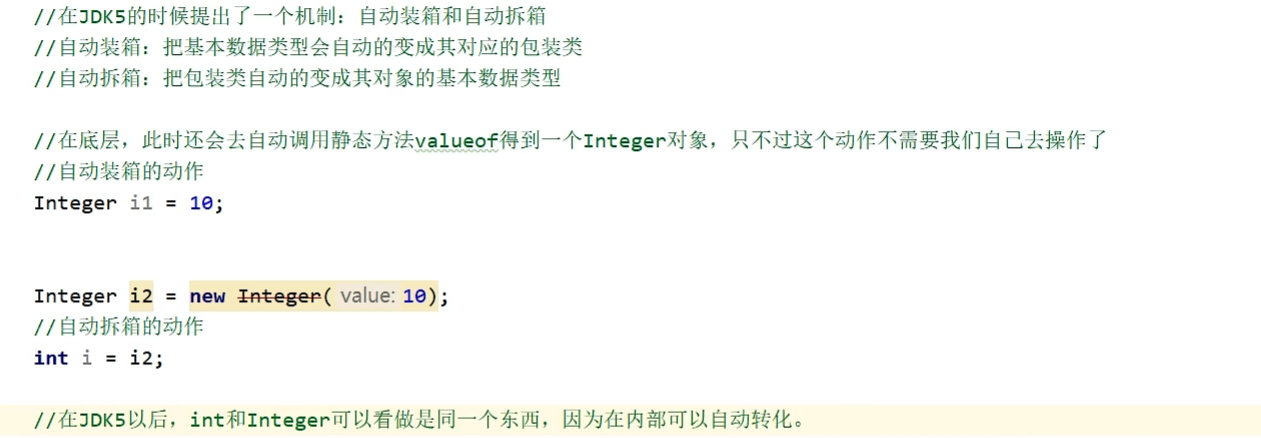 //在JDK5的时候提出了一个机制：自动装箱和自动拆箱
//自动装箱：把基本数据类型会自动的变成其对应的包装类
//自动拆箱：把包装类自动的变成其对象的基本数据类型
//在底层，此时还会去自动调用静态方法valueof得到一个Integer对象，只不过这个动作不需要我们自己去操作了
//自动装箱的动作
Integer i1 = 10;
Integer i2 = new Integer( value: 10);
//自动拆箱的动作
int i = i2;
//在JDK5以后，int和Integer可以看做是同一个东西，因为在内部可以自动转化。